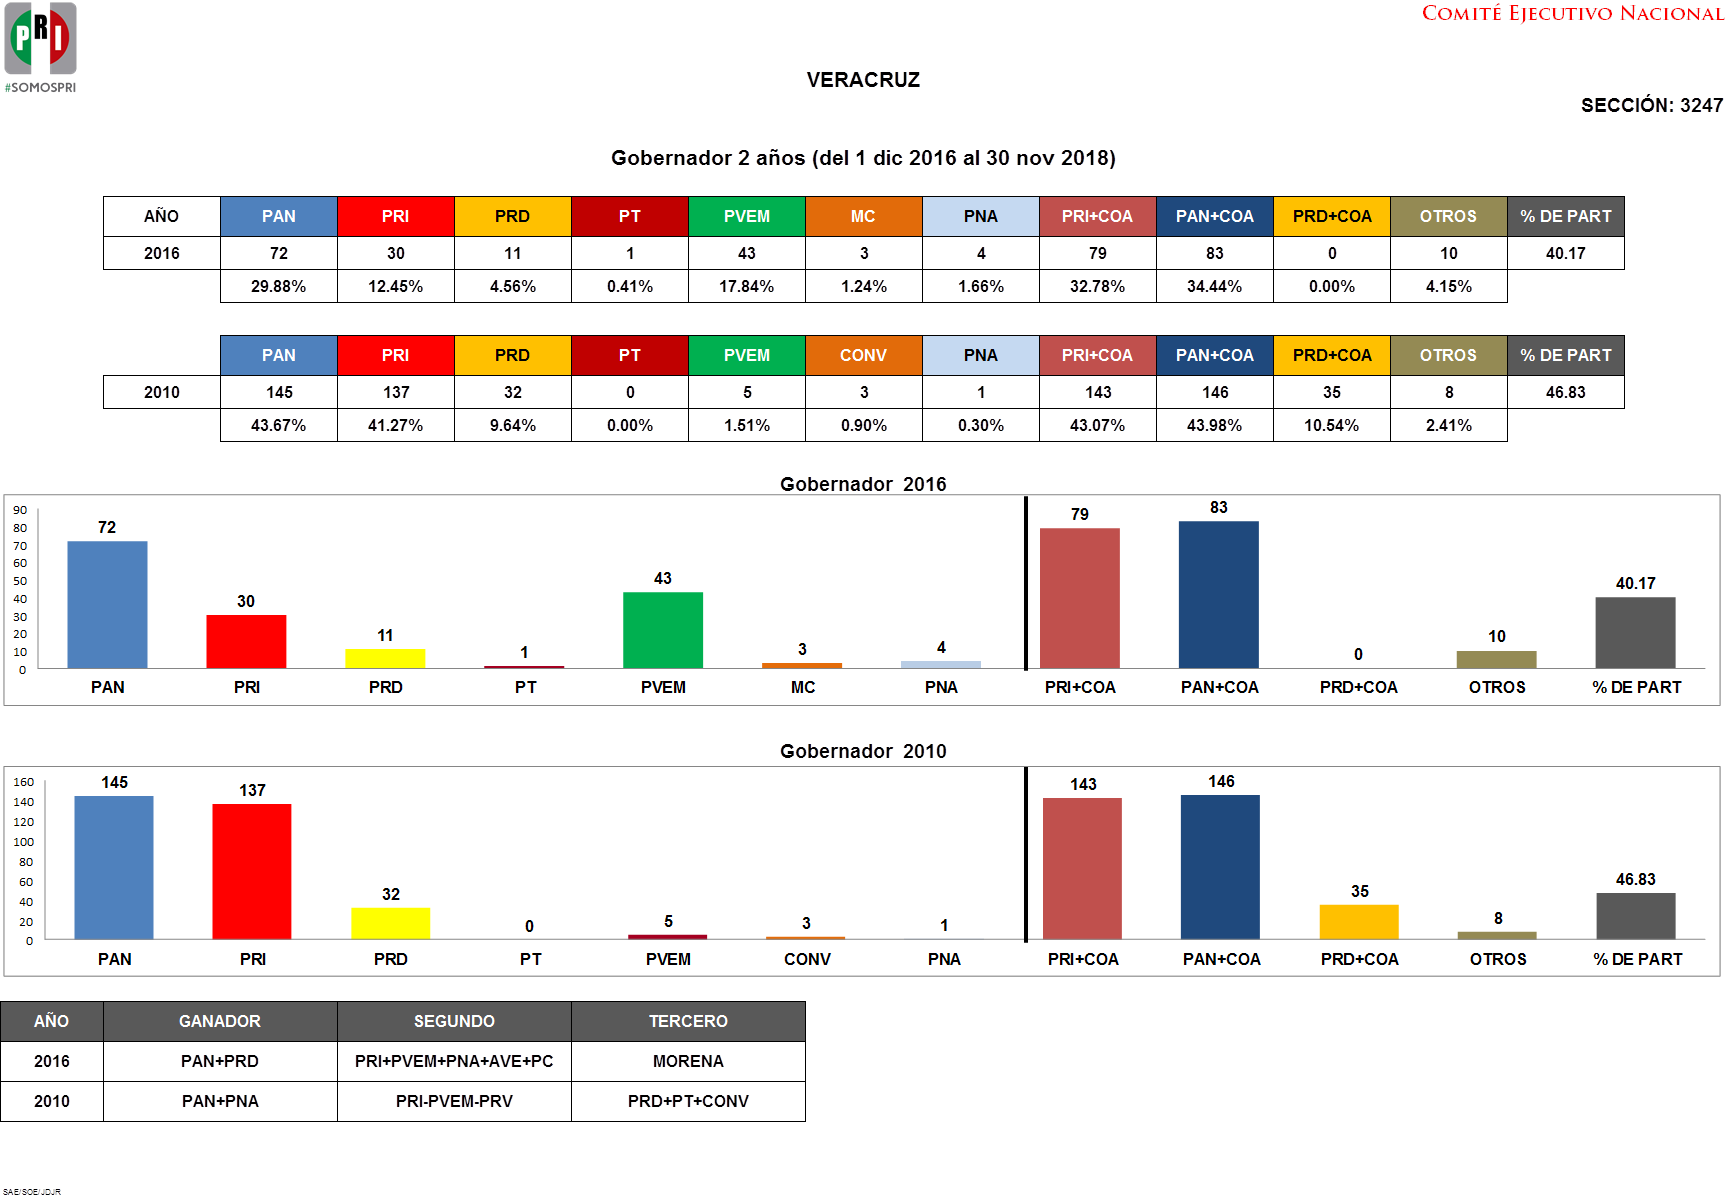 PRI
#SOMOSPRI
COMITÉ EJECUTIVO NACIONAL
VERACRUZ
SECCIÓN: 3247
Gobernador 2 años (del 1 dic 2016 al 30 nov 2018)
AÑO PAN PRI PRD PT PVEM MC PNA PRI+COA PAN+COA PRD+COA OTROS % DE PART
2016 72 30 11 1 43 3 4 79 83 0 10 40.17
29.88% 12.45% 4.56% 0.41% 17.84% 1.24% 1.66% 32.78% 34.44% 0.00% 4.15%
PAN PRI PRD PT PVEM CONV PNA PRI+COA PAN+COA PRD+COA OTROS % DE PART
2010 145 137 32 0 5 3 1 143 146 35 8 46.83
43.67% 41.27% 9.64% 0.00% 1.51% 0.90% 0.30% 43.07% 43.98% 10.54% 2.41%
Gobernador 2016
90
80
70
60
50
40
30
20
10
0
72 30 11 1 43 3 4 79 83 0 10 40.17
PAN PRI PRD PT PVEM MC PNA PRI+COA PAN+COA PRD+COA OTROS % DE PART
Gobernador 2010
160
140
120
100
80
60
40
20
0
145 137 32 0 5 3 1 143 146 35 8 46.83
PAN PRI PRD PT PVEM CONV PNA PRI+COA PAN+COA PRD+COA OTROS % DE PART
AÑO GANADOR SEGUNDO TERCERO
2016 PAN+PRD PRI+PVEM+PNA+AVE+PC MORENA
2010 PAN+PNA PRI-PVEM-PRV PRD+PT+CONV
SAE/SOE/JDJR